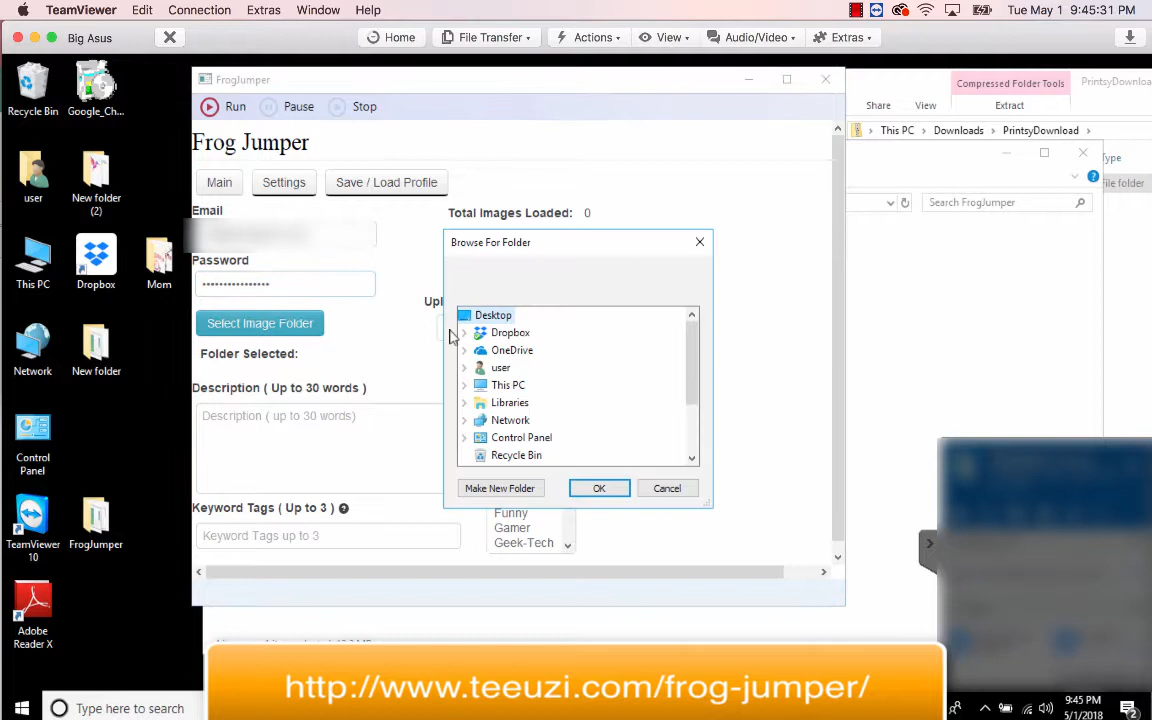 TeamViewer Edit Connection Extras Window Help Tue May 1 9:45:31 PM
Big Asus Home File Transfer Actions View Audio/Video Extras
FrogJumper
Run Pause Stop
Frog Jumper
Main Settings Save / Load Profile
Email
Total Images Loaded: 0
Password
****************
Upl
Select Image Folder
Folder Selected:
Description ( Up to 30 words )
Description ( up to 30 words)
Keyword Tags ( Up to 3 )
Keyword Tags up to 3
Funny
Gamer
Geek-Tech
Browse For Folder
Desktop
Dropbox
OneDrive
user
This PC
Libraries
Network
Control Panel
Recycle Bin
Make New Folder OK Cancel
Recycle Bin
Google_Ch...
user
New folder
(2)
This PC
Dropbox
Mom
Network
New folder
Control
Panel
TeamViewer
10
FrogJumper
Adobe
Reader X
Compressed Folder Tools
PrintsyDownloa
Share View Extract
This PC Downloads PrintsyDownload
Type
File folder
Search FrogJumper
http://www.teeuzi.com/frog-jumper/
Type here to search
9:45 PM
5/1/2018
2